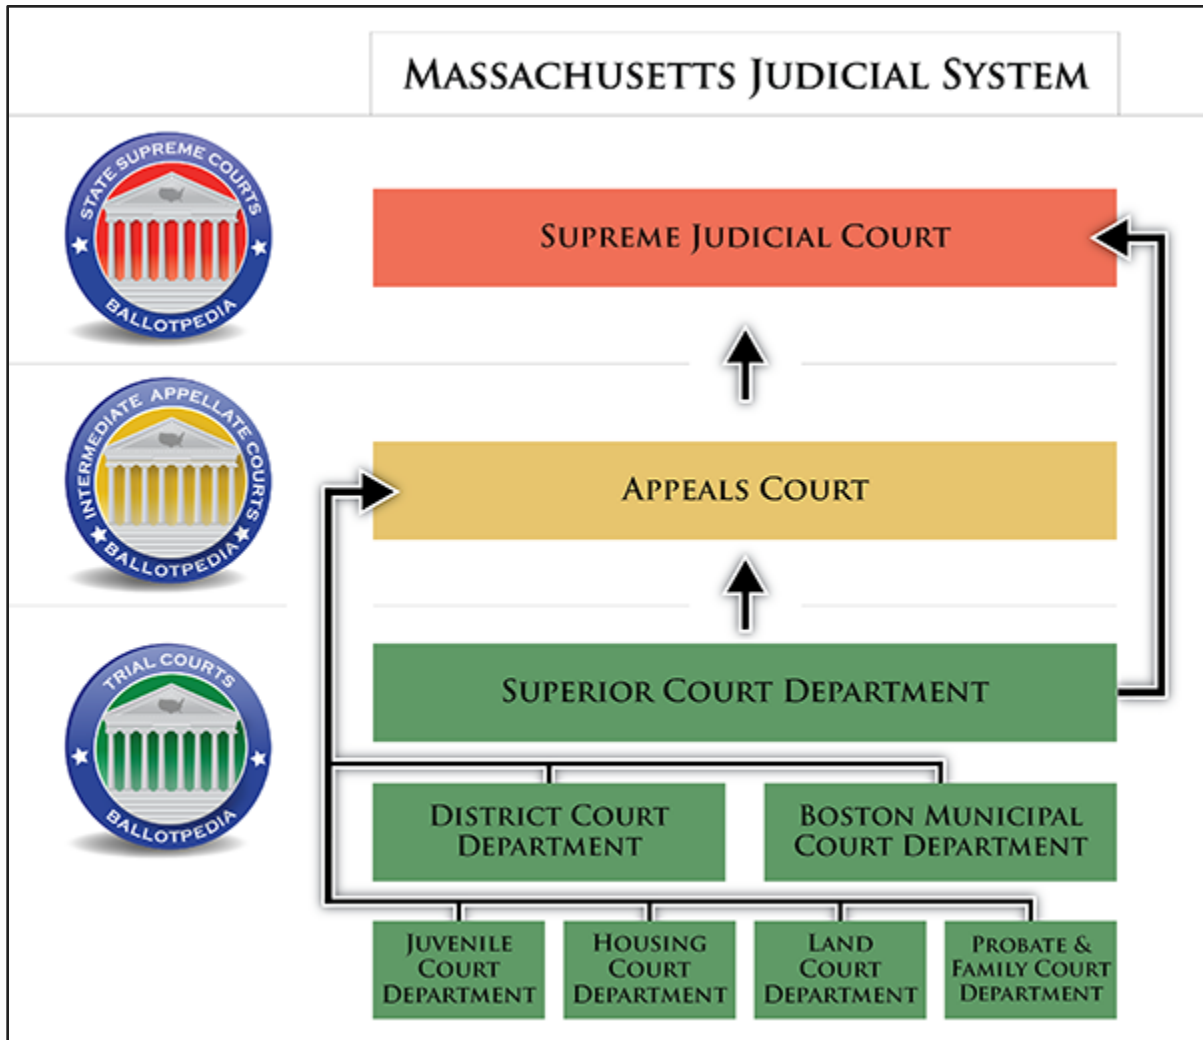 MASSACHUSETTS JUDICIAL SYSTEM
STATE SUPREME COURTS
BALLOTPEDIA
SUPREME JUDICIAL COURT
INTERMEDIATE APPELLATE COURTS
BALLOTPEDIA
APPEALS COURT
TRIAL COURTS
BALLOTPEDIA
SUPERIOR COURT DEPARTMENT
DISTRICT COURT
DEPARTMENT
BOSTON MUNICIPAL
COURT DEPARTMENT
JUVENILE
COURT
DEPARTMENT
HOUSING
COURT
DEPARTMENT
LAND
COURT
DEPARTMENT
PROBATE &
FAMILY COURT
DEPARTMENT